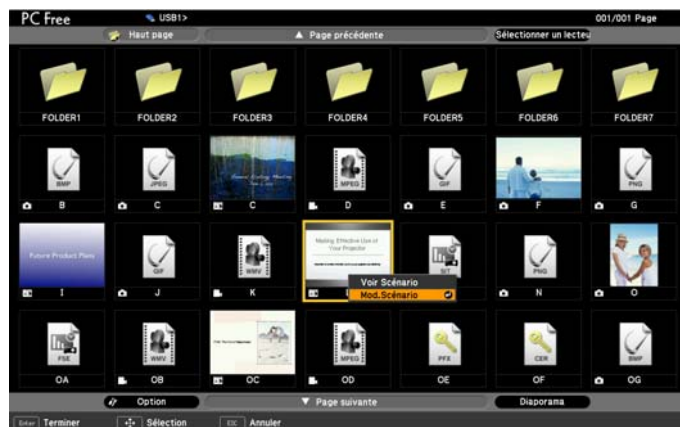 PC Free USB1> 001/001 Page
Haut page ▲ Page précédente Sélectionner un lecteu
FOLDER1 FOLDER2 FOLDER3 FOLDER4 FOLDER5 FOLDER6 FOLDER7
BMP JPEG MPEG GIF PNG
B C C D E F G
Future Product Plans GIF WMV Making Effective Use of SIT PNG
Your Projector
Voir Scénario
Mod.Scénario
I J K N O
FSE WMV MPEG PFX CER BMP
OA OB OC OD OE OF OG
Option ▼ Page suivante Diaporama
Enter Terminer Sélection ESC Annuler